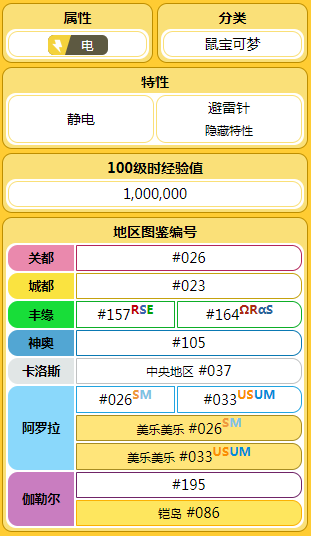 属性
电
分类
鼠宝可梦
特性
静电
避雷针
隐藏特性
100级时经验值
1,000,000
地区图鉴编号
关都
#026
城都
#023
丰缘
#157RSE
#164ΩRαS
神奥
#105
卡洛斯
中央地区 #037
阿罗拉
#026SM
#033USUM
美乐美乐 #026SM
美乐美乐 #033USUM
伽勒尔
#195
铠岛 #086